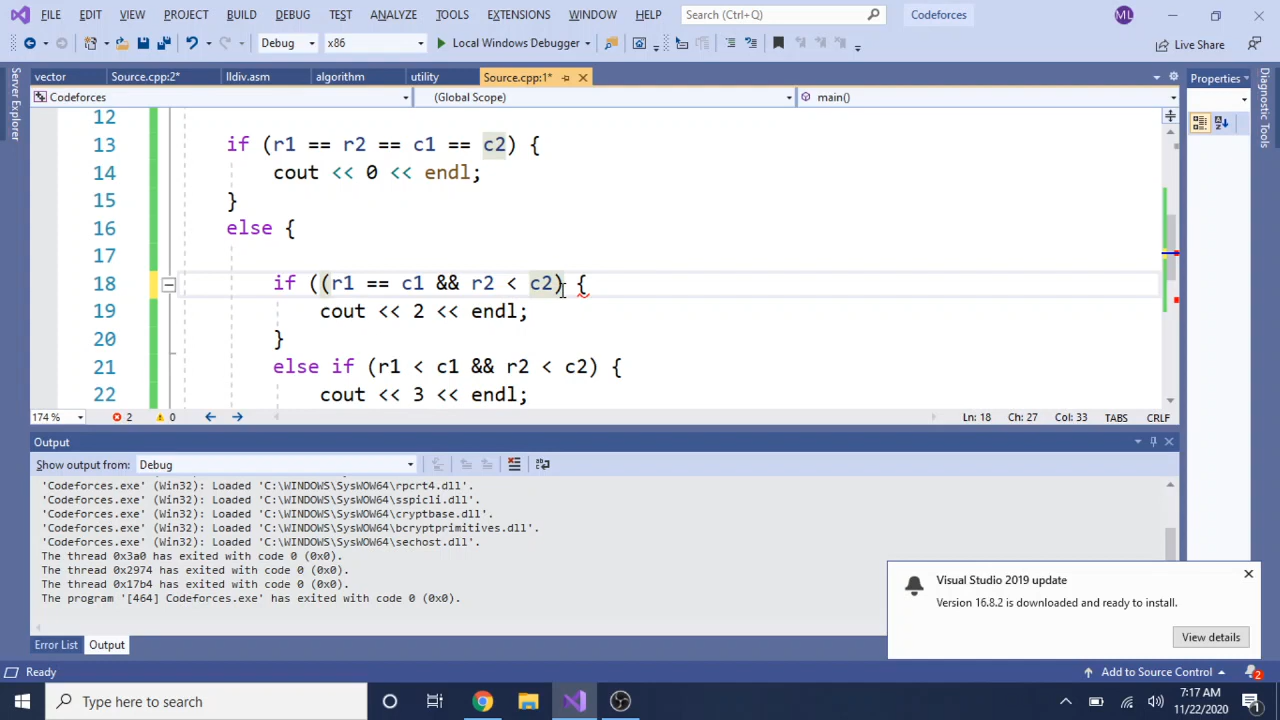 FILE EDIT VIEW PROJECT BUILD DEBUG TEST ANALYZE TOOLS EXTENSIONS WINDOW HELP Search (Ctrl+Q) Codeforces ML
Debug x86 Local Windows Debugger Live Share
vector Source.cpp:2* lldiv.asm algorithm utility Source.cpp:1*
Codeforces (Global Scope) main()
Server Explorer
Properties
Diagnostic Tools
12
13 if (r1 == r2 == c1 == c2) {
14 cout << 0 << endl;
15 }
16 else {
17
18 if ((r1 == c1 && r2 < c2) {
19 cout << 2 << endl;
20 }
21 else if (r1 < c1 && r2 < c2) {
22 cout << 3 << endl;
174 % 2 0 Ln: 18 Ch: 27 Col: 33 TABS CRLF
Output
Show output from: Debug
'Codeforces.exe' (Win32): Loaded 'C:\WINDOWS\SysWOW64\rpcrt4.dll'.
'Codeforces.exe' (Win32): Loaded 'C:\WINDOWS\SysWOW64\sspicli.dll'.
'Codeforces.exe' (Win32): Loaded 'C:\WINDOWS\SysWOW64\cryptbase.dll'.
'Codeforces.exe' (Win32): Loaded 'C:\WINDOWS\SysWOW64\bcryptprimitives.dll'.
'Codeforces.exe' (Win32): Loaded 'C:\WINDOWS\SysWOW64\sechost.dll'.
The thread 0x3a0 has exited with code 0 (0x0).
The thread 0x2974 has exited with code 0 (0x0).
The thread 0x17b4 has exited with code 0 (0x0).
The program '[464] Codeforces.exe' has exited with code 0 (0x0).
Visual Studio 2019 update
Version 16.8.2 is downloaded and ready to install.
View details
Error List Output
Ready Add to Source Control 2
Type here to search
7:17 AM
11/22/2020
1